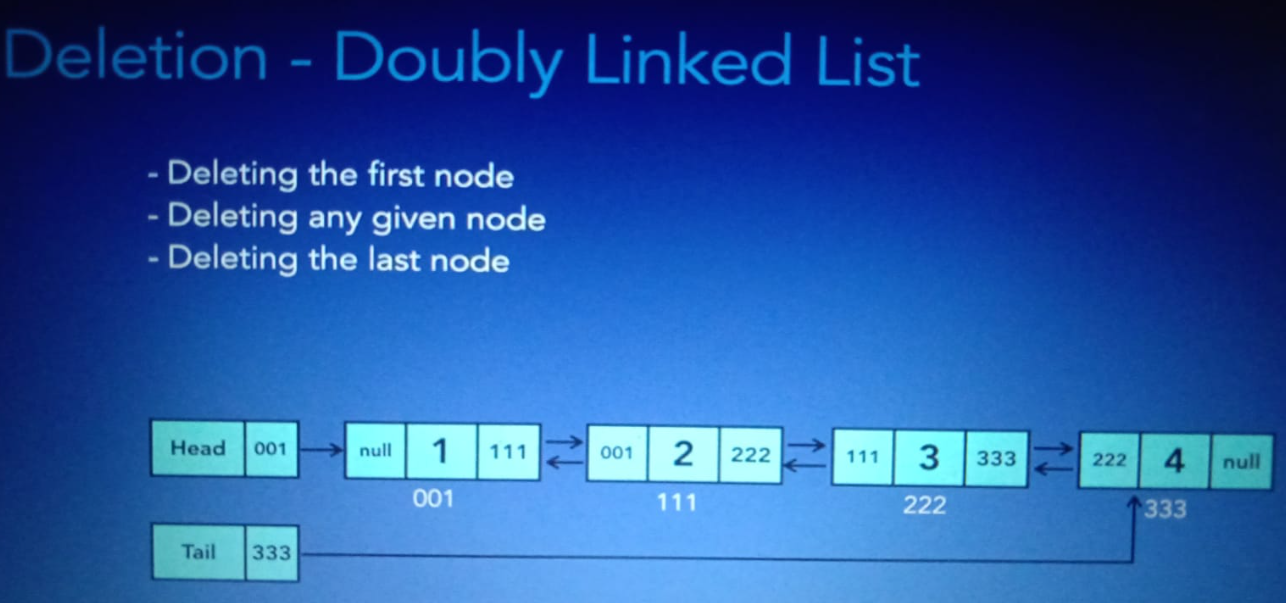 Deletion - Doubly Linked List
- Deleting the first node
- Deleting any given node
- Deleting the last node
Head 001 null 1 111 001 2 222 111 3 333 222 4 null
001 111 222 333
Tail 333